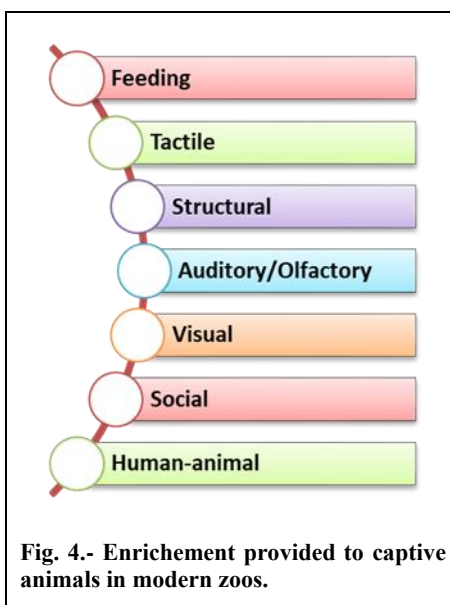 Feeding
Tactile
Structural
Auditory/Olfactory
Visual
Social
Human-animal
Fig. 4.- Enrichement provided to captive
animals in modern zoos.